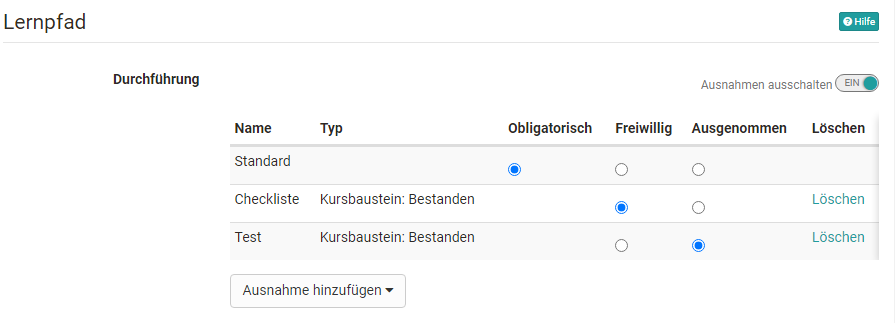 Lernpfad
Hilfe
Durchführung
Ausnahmen ausschalten EIN
Name Typ Obligatorisch Freiwillig Ausgenommen Löschen
Standard
Checkliste Kursbaustein: Bestanden Löschen
Test Kursbaustein: Bestanden Löschen
Ausnahme hinzufügen